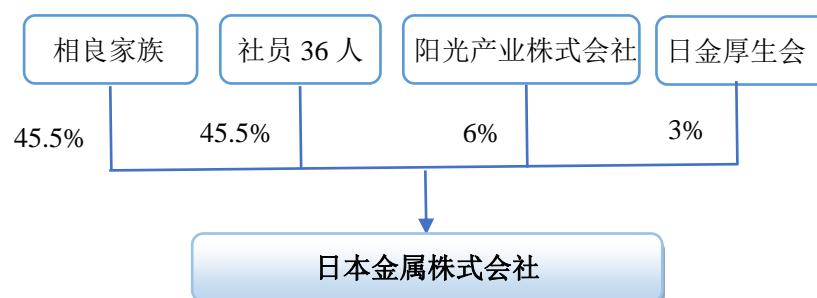 相良家族
社员 36 人
阳光产业株式会社
日金厚生会
45.5%
45.5%
6%
3%
日本金属株式会社